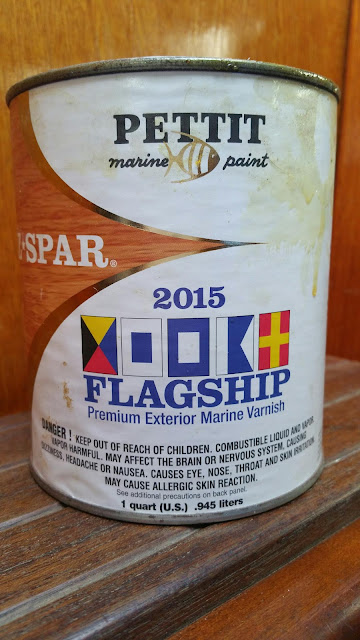 PETTIT
marine paint
SPAR®
2015
FLAGSHIP
Premium Exterior Marine Varnish
DANGER! KEEP OUT OF REACH OF CHILDREN. COMBUSTIBLE LIQUID AND VAPOR.
VAPOR HARMFUL. MAY AFFECT THE BRAIN OR NERVOUS SYSTEM, CAUSING
DIZZINESS, HEADACHE OR NAUSEA. CAUSES EYE, NOSE, THROAT AND SKIN IRRITATION.
MAY CAUSE ALLERGIC SKIN REACTION.
See additional precautions on back panel.
1 quart (U.S.) .945 liters